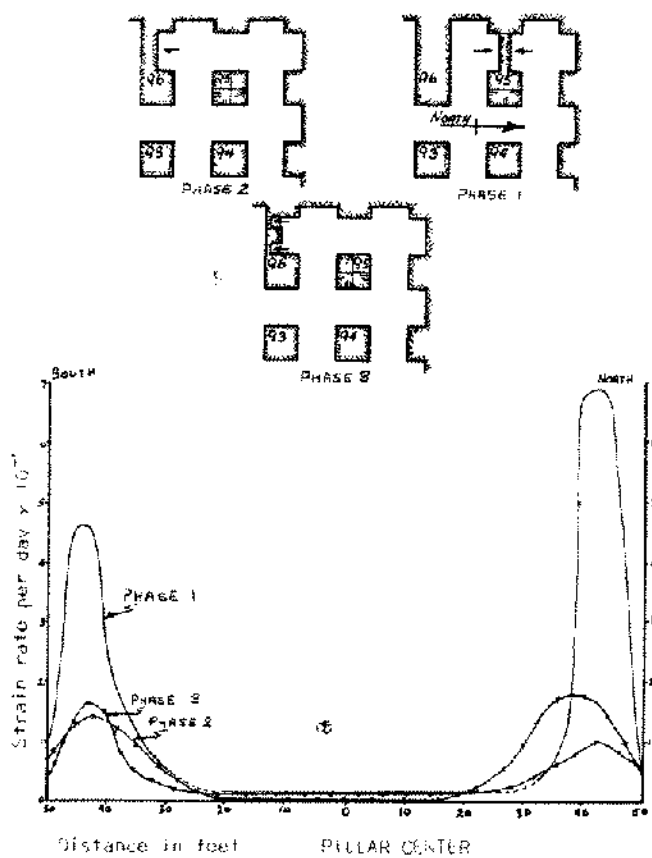 96
95
93
94
PHASE 2
96
95
NORTH
93
94
PHASE 1
96
95
93
94
PHASE 3
SOUTH
NORTH
Strain rate per day x 10
PHASE 1
PHASE 3
PHASE 2
50 40 30 20 10 0 10 20 30 40 50
Distance in feet PILLAR CENTER